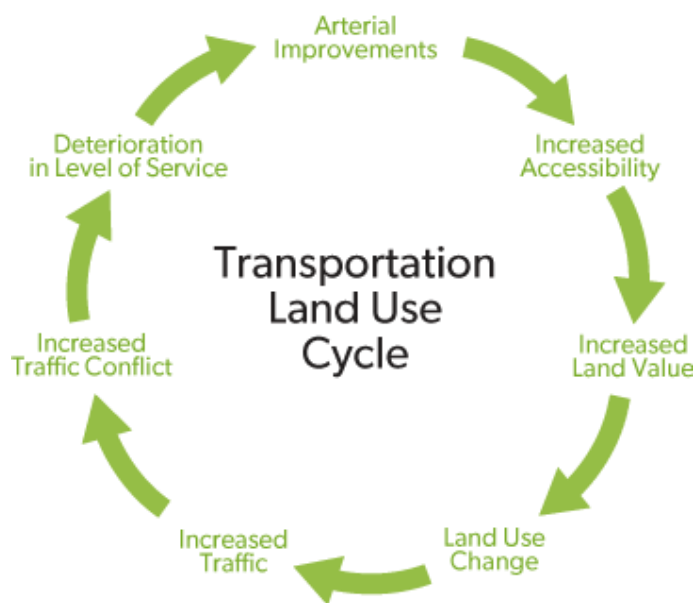 Arterial
Improvements
Increased
Accessibility
Increased
Land Value
Land Use
Change
Increased
Traffic
Increased
Traffic Conflict
Deterioration
in Level of Service
Transportation
Land Use
Cycle